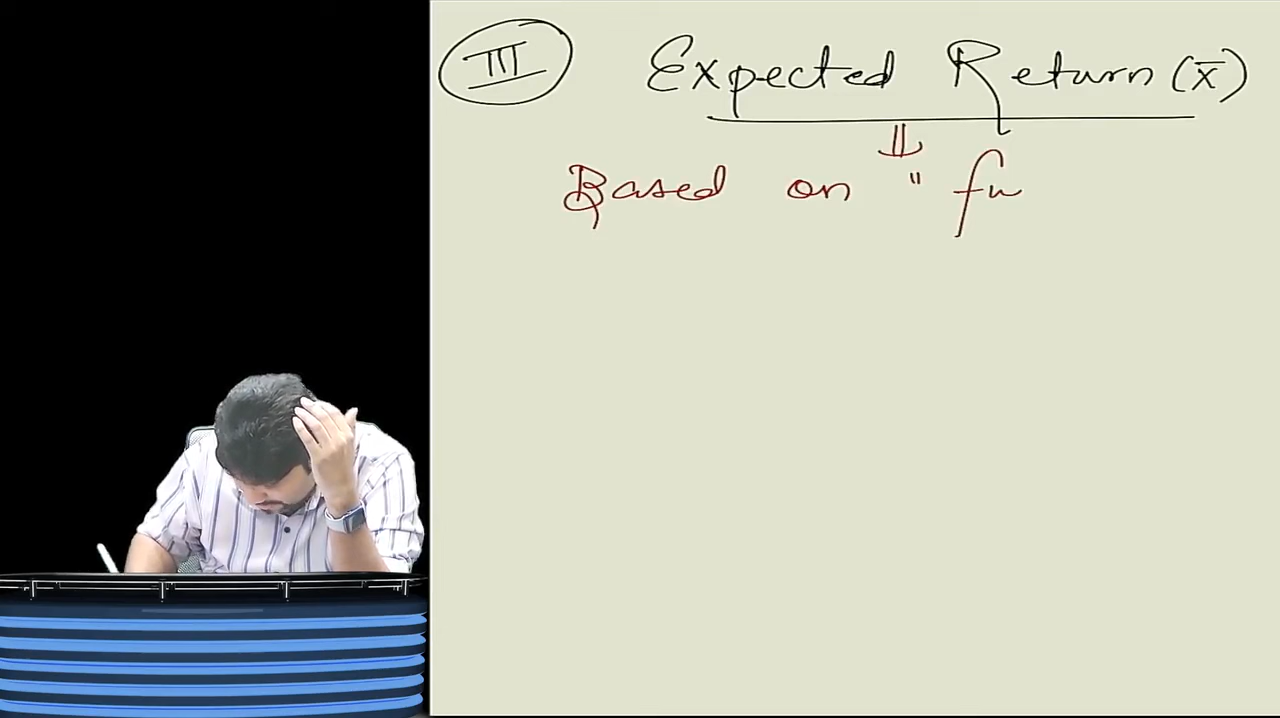 III Expected Return (x̄)
⇓
Based on " fu